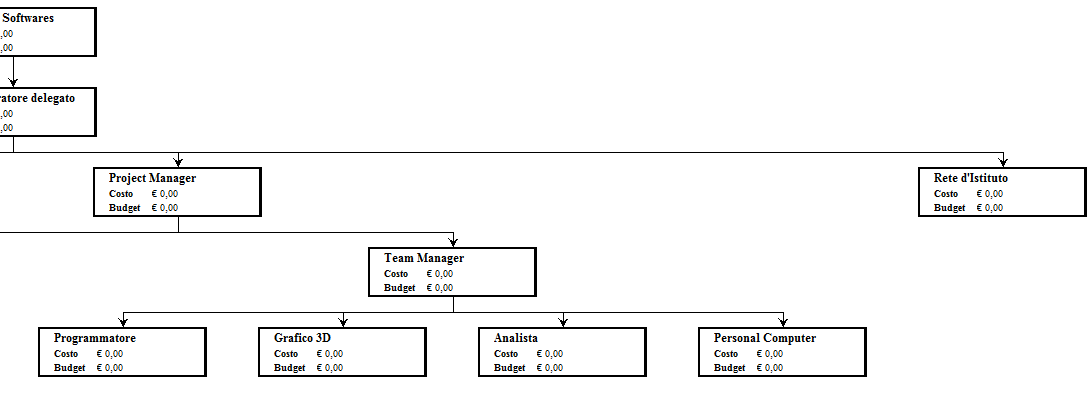 Softwares
,00
,00
ratore delegato
,00
,00
Project Manager
Costo € 0,00
Budget € 0,00
Rete d'Istituto
Costo € 0,00
Budget € 0,00
Team Manager
Costo € 0,00
Budget € 0,00
Programmatore
Costo € 0,00
Budget € 0,00
Grafico 3D
Costo € 0,00
Budget € 0,00
Analista
Costo € 0,00
Budget € 0,00
Personal Computer
Costo € 0,00
Budget € 0,00